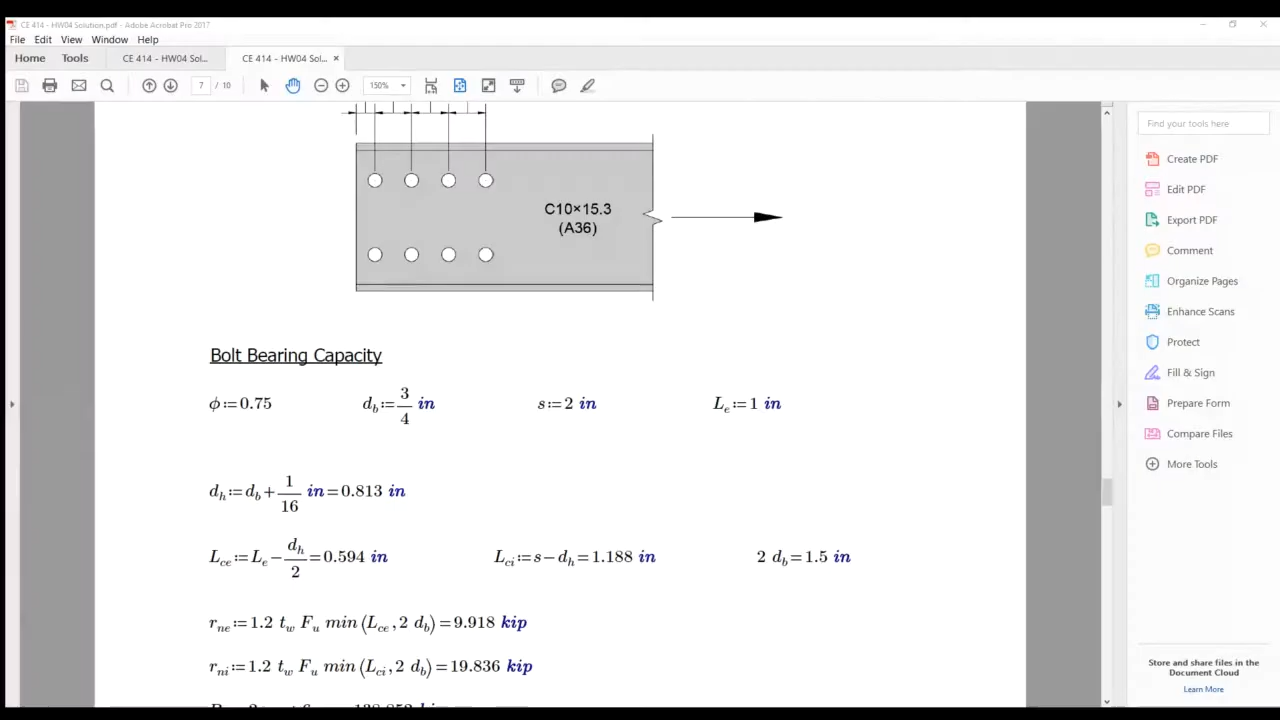 CE 414 - HW04 Solution.pdf - Adobe Acrobat Pro 2017
File Edit View Window Help
Home Tools CE 414 - HW04 Sol... CE 414 - HW04 Sol... ×
7 / 10 150%
Find your tools here
Create PDF
Edit PDF
Export PDF
Comment
Organize Pages
Enhance Scans
Protect
Fill & Sign
Prepare Form
Compare Files
More Tools
Store and share files in the
Document Cloud
Learn More
C10×15.3
(A36)
Bolt Bearing Capacity
ϕ:=0.75 d_b:=3/4 in s:=2 in L_e:=1 in
d_h:=d_b+1/16 in=0.813 in
L_ce:=L_e−d_h/2=0.594 in L_ci:=s−d_h=1.188 in 2 d_b=1.5 in
r_ne:=1.2 t_w F_u min(L_ce,2 d_b)=9.918 kip
r_ni:=1.2 t_w F_u min(L_ci,2 d_b)=19.836 kip